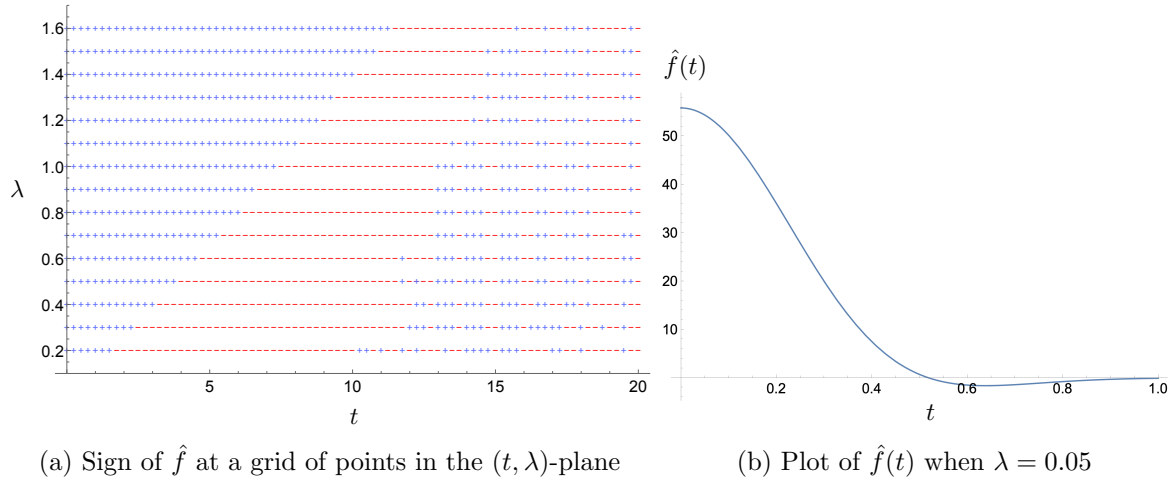 1.6
1.4
1.2
1.0
0.8
0.6
0.4
0.2
λ
5 10 15 20
t
(a) Sign of f̂ at a grid of points in the (t, λ)-plane
f̂(t)
50
40
30
20
10
0.2 0.4 0.6 0.8 1.0
t
(b) Plot of f̂(t) when λ = 0.05